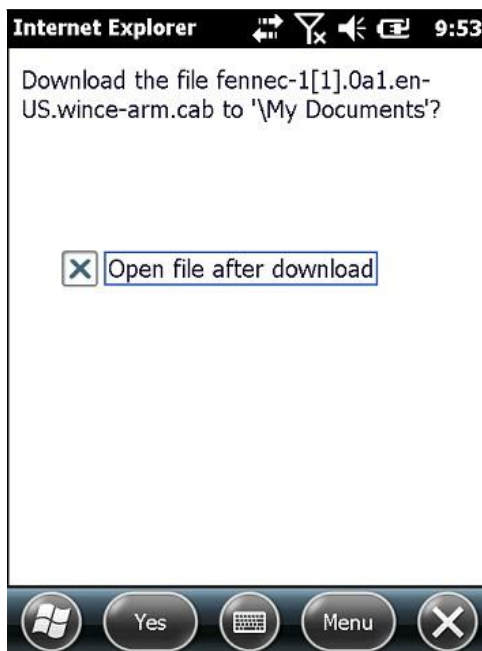 Internet Explorer 9:53
Download the file fennec-1[1].0a1.en-
US.wince-arm.cab to '\My Documents'?
Open file after download
Yes Menu